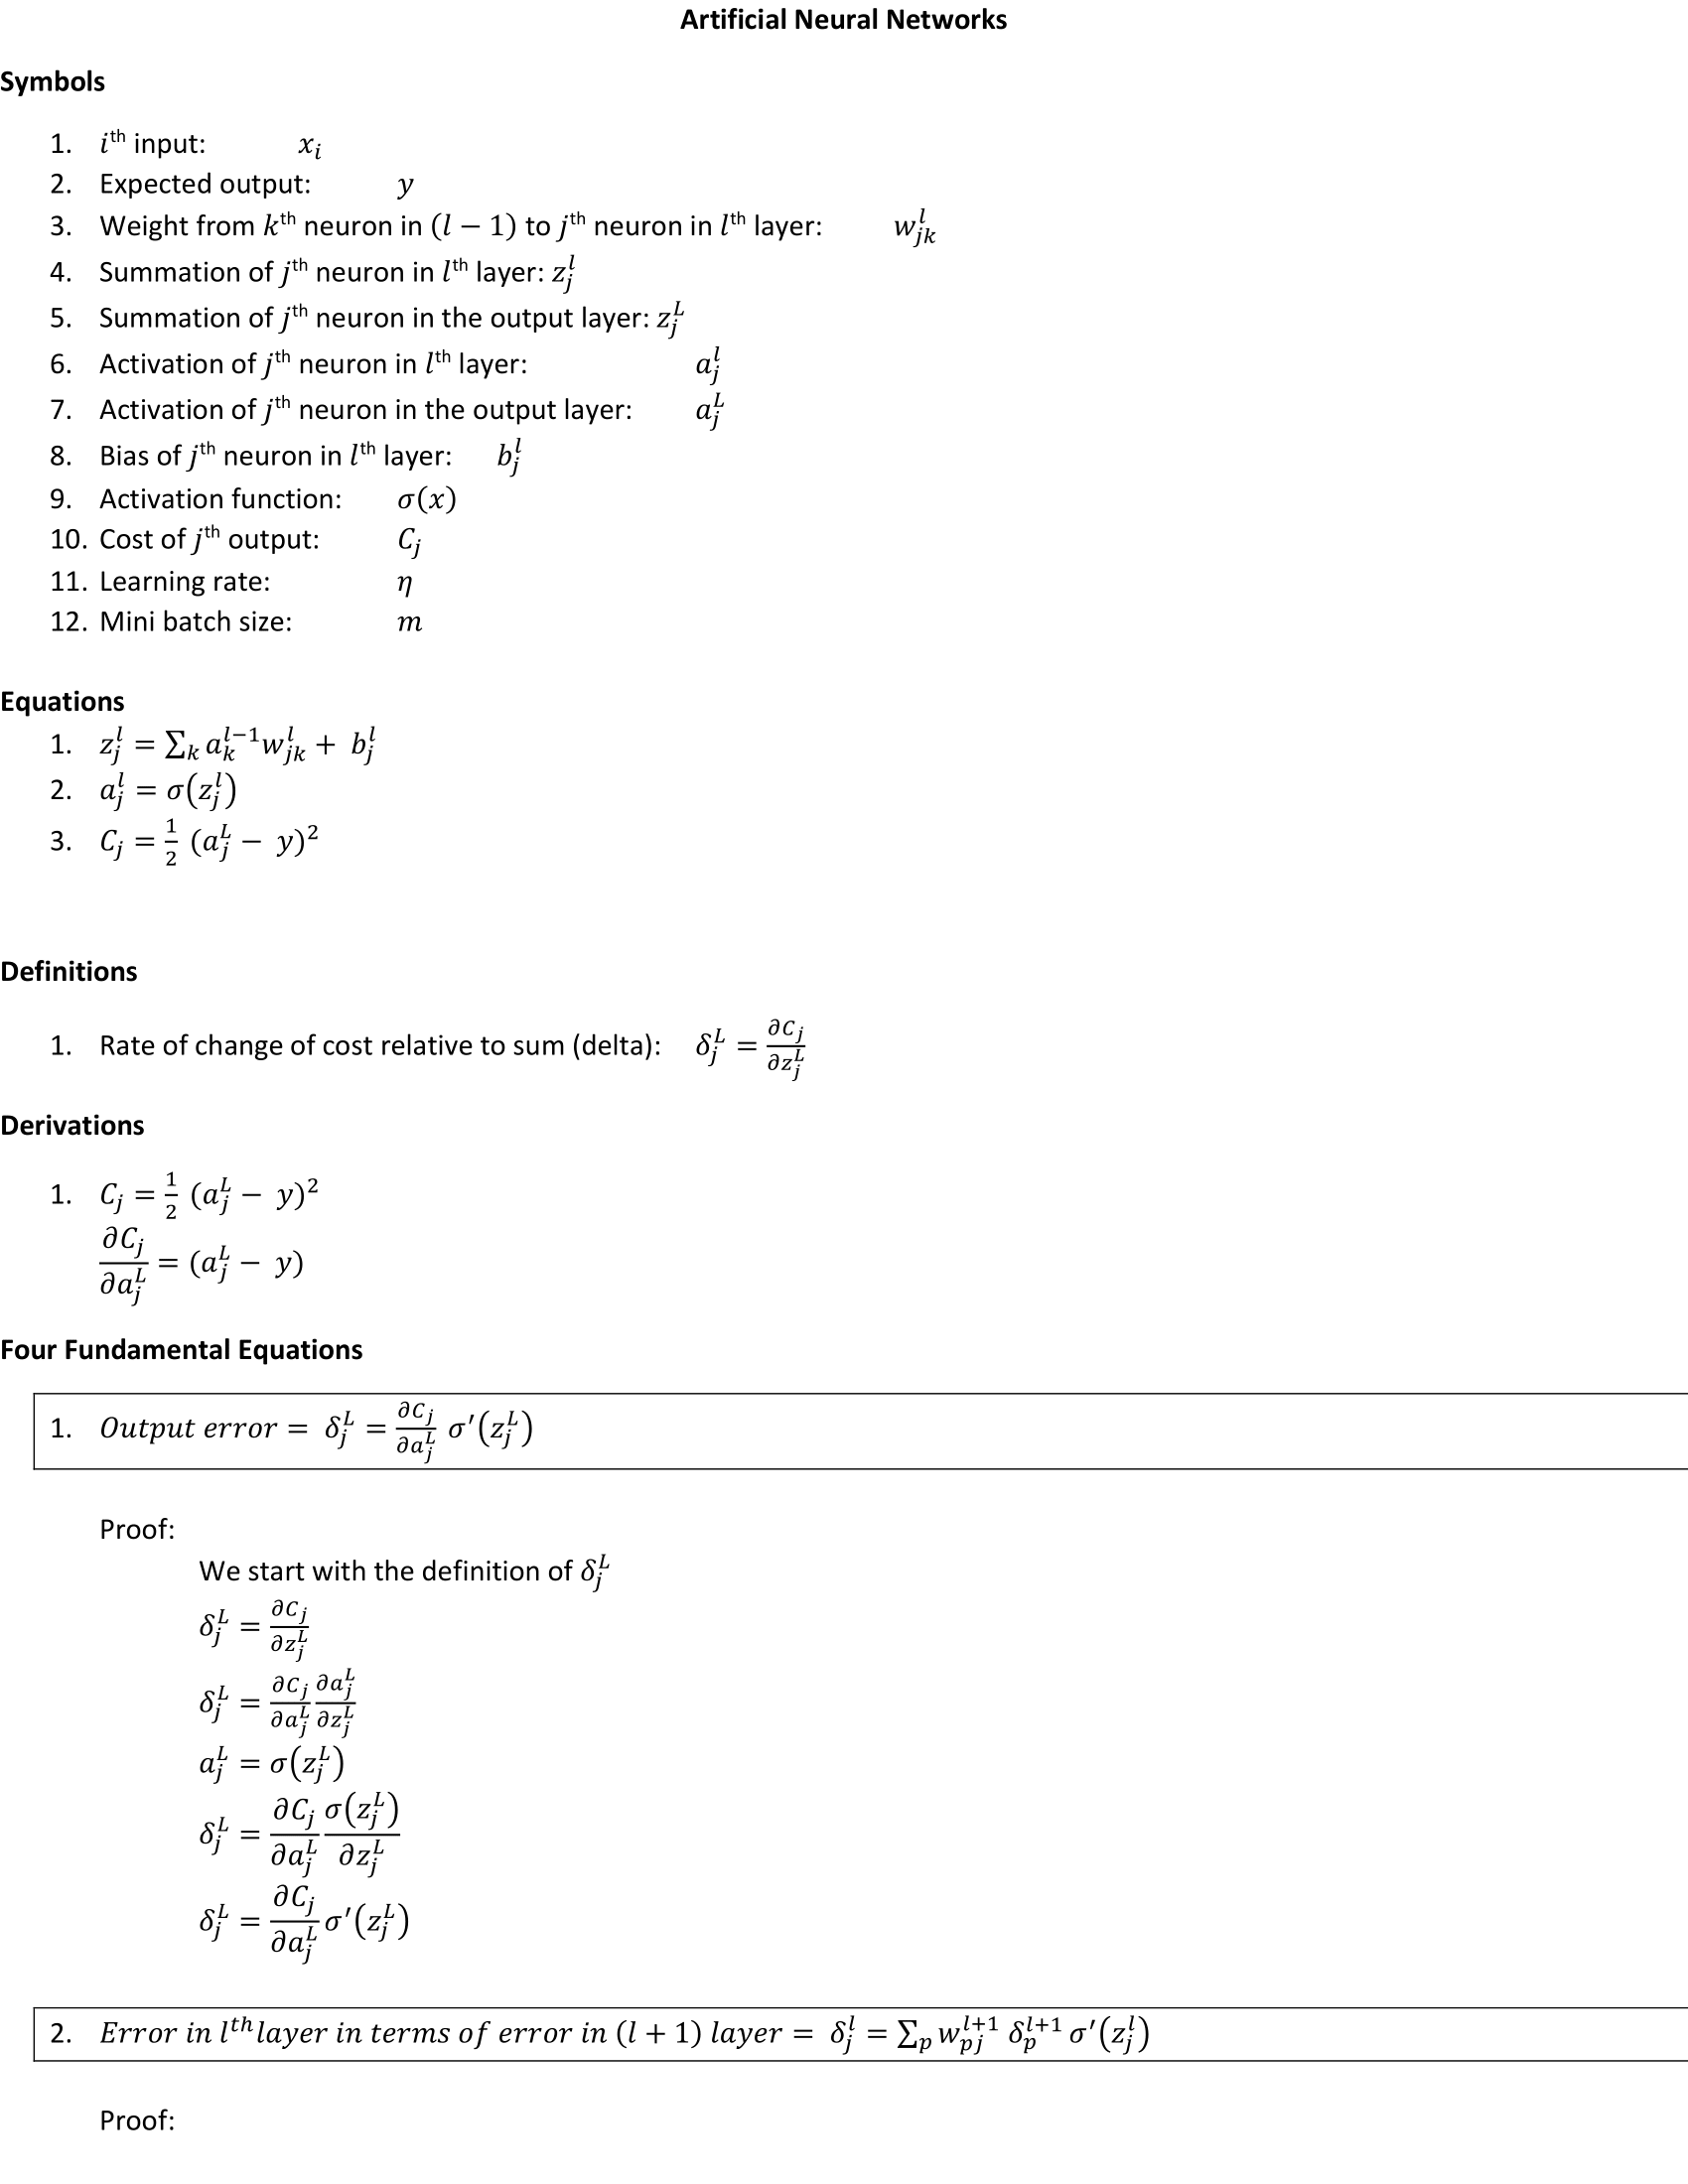 Artificial Neural Networks
Symbols
1. $i^{\text{th}}$ input: $x_i$
2. Expected output: $y$
3. Weight from $k^{\text{th}}$ neuron in $(l-1)$ to $j^{\text{th}}$ neuron in $l^{\text{th}}$ layer: $w_{jk}^l$
4. Summation of $j^{\text{th}}$ neuron in $l^{\text{th}}$ layer: $z_j^l$
5. Summation of $j^{\text{th}}$ neuron in the output layer: $z_j^L$
6. Activation of $j^{\text{th}}$ neuron in $l^{\text{th}}$ layer: $a_j^l$
7. Activation of $j^{\text{th}}$ neuron in the output layer: $a_j^L$
8. Bias of $j^{\text{th}}$ neuron in $l^{\text{th}}$ layer: $b_j^l$
9. Activation function: $\sigma(x)$
10. Cost of $j^{\text{th}}$ output: $C_j$
11. Learning rate: $\eta$
12. Mini batch size: $m$
Equations
1. $z_j^l = \sum_k a_k^{l-1} w_{jk}^l + b_j^l$
2. $a_j^l = \sigma(z_j^l)$
3. $C_j = \frac{1}{2} (a_j^L - y)^2$
Definitions
1. Rate of change of cost relative to sum (delta): $\delta_j^L = \frac{\partial C_j}{\partial z_j^L}$
Derivations
1. $C_j = \frac{1}{2} (a_j^L - y)^2$
$\frac{\partial C_j}{\partial a_j^L} = (a_j^L - y)$
Four Fundamental Equations
1. $Output\ error = \delta_j^L = \frac{\partial C_j}{\partial a_j^L} \sigma'(z_j^L)$
Proof:
We start with the definition of $\delta_j^L$
$\delta_j^L = \frac{\partial C_j}{\partial z_j^L}$
$\delta_j^L = \frac{\partial C_j}{\partial a_j^L} \frac{\partial a_j^L}{\partial z_j^L}$
$a_j^L = \sigma(z_j^L)$
$\delta_j^L = \frac{\partial C_j}{\partial a_j^L} \frac{\sigma(z_j^L)}{\partial z_j^L}$
$\delta_j^L = \frac{\partial C_j}{\partial a_j^L} \sigma'(z_j^L)$
2. $Error\ in\ l^{th} layer\ in\ terms\ of\ error\ in\ (l+1)\ layer = \delta_j^l = \sum_p w_{pj}^{l+1} \delta_p^{l+1} \sigma'(z_j^l)$
Proof: